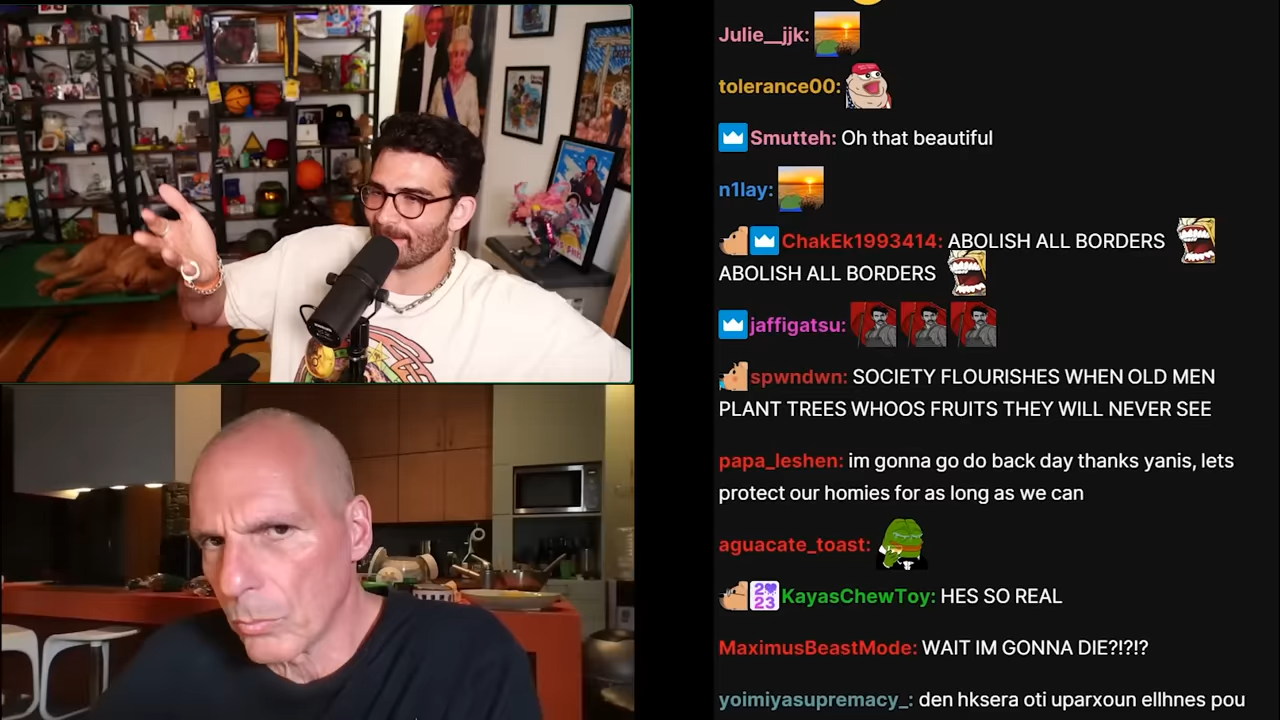 Julie__jjk:
tolerance00:
Smutteh: Oh that beautiful
n1lay:
ChakEk1993414: ABOLISH ALL BORDERS
ABOLISH ALL BORDERS
jaffigatsu:
spwndwn: SOCIETY FLOURISHES WHEN OLD MEN
PLANT TREES WHOOS FRUITS THEY WILL NEVER SEE
papa_leshen: im gonna go do back day thanks yanis, lets
protect our homies for as long as we can
aguacate_toast:
2023 KayasChewToy: HES SO REAL
MaximusBeastMode: WAIT IM GONNA DIE?!?!?
yoimiyasupremacy_: den hksera oti uparxoun ellhnes pou